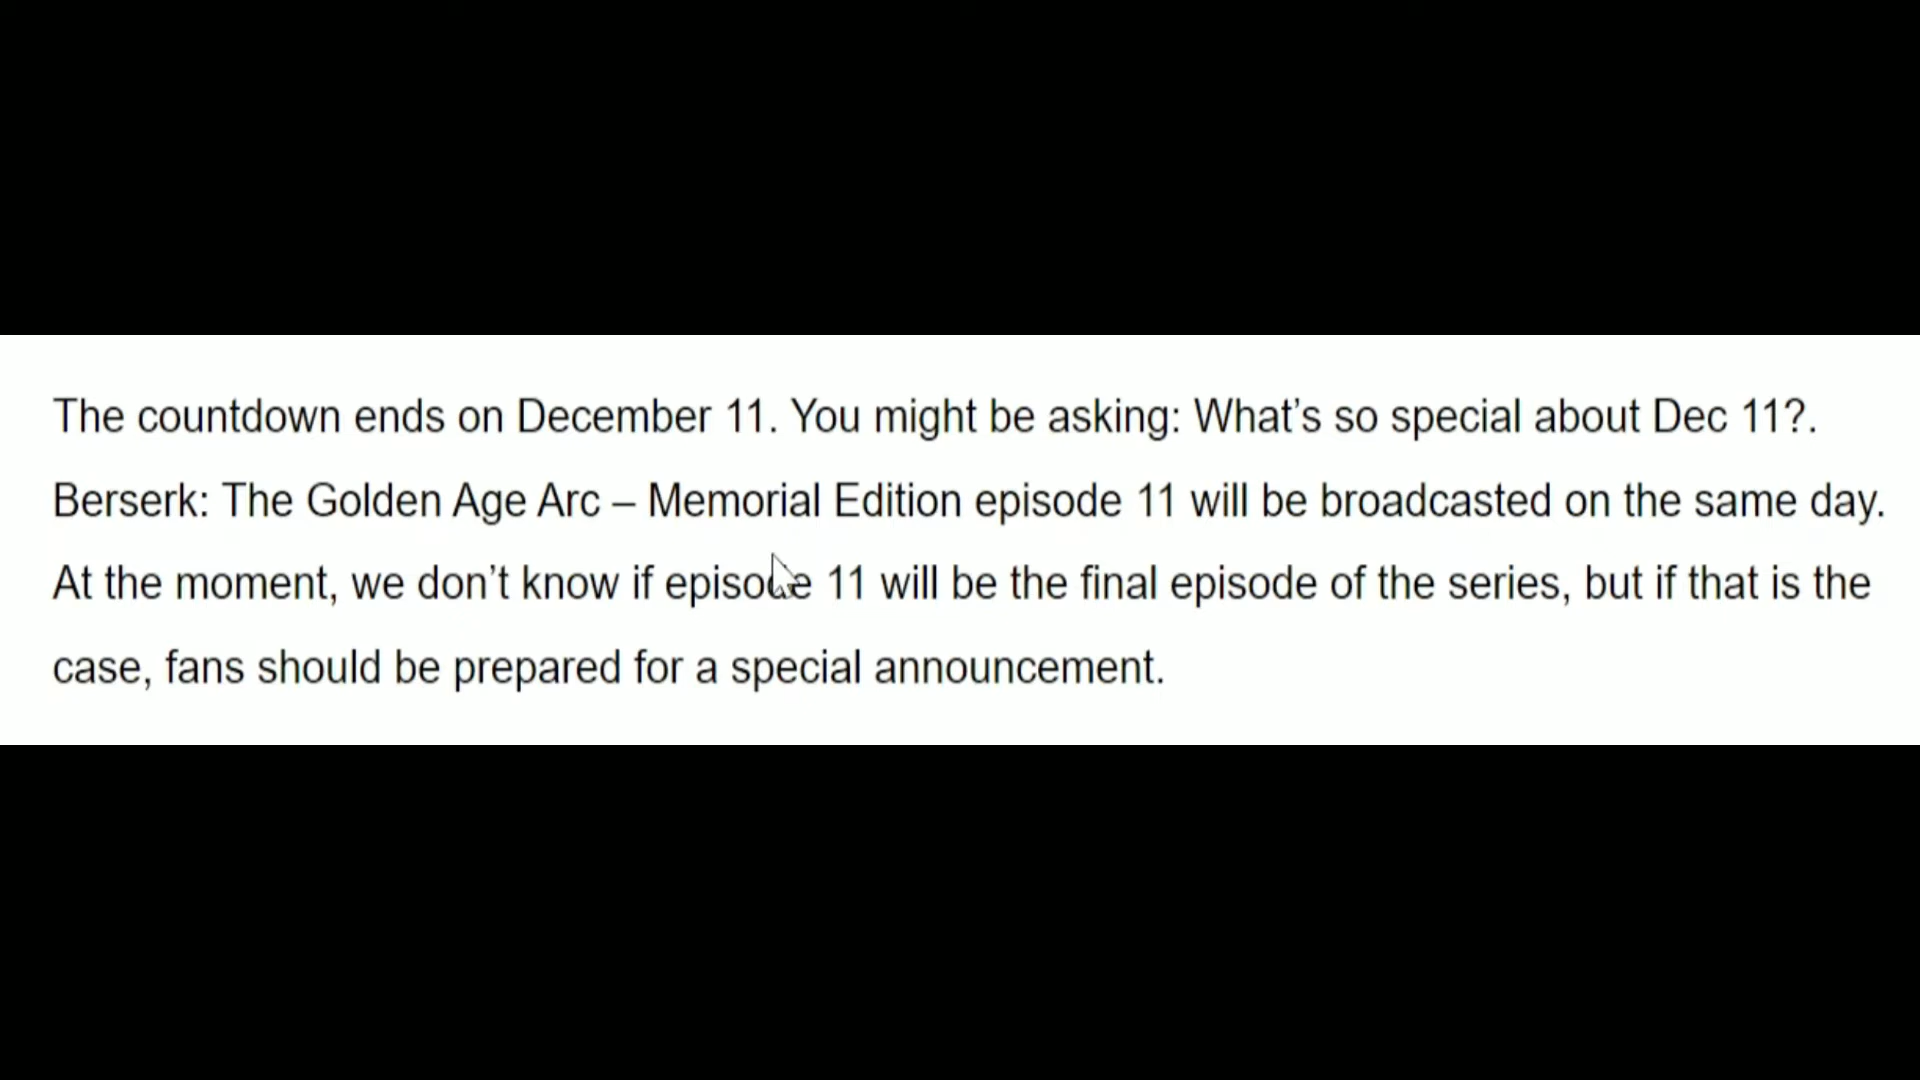 The countdown ends on December 11. You might be asking: What’s so special about Dec 11?.
Berserk: The Golden Age Arc – Memorial Edition episode 11 will be broadcasted on the same day.
At the moment, we don’t know if episode 11 will be the final episode of the series, but if that is the
case, fans should be prepared for a special announcement.